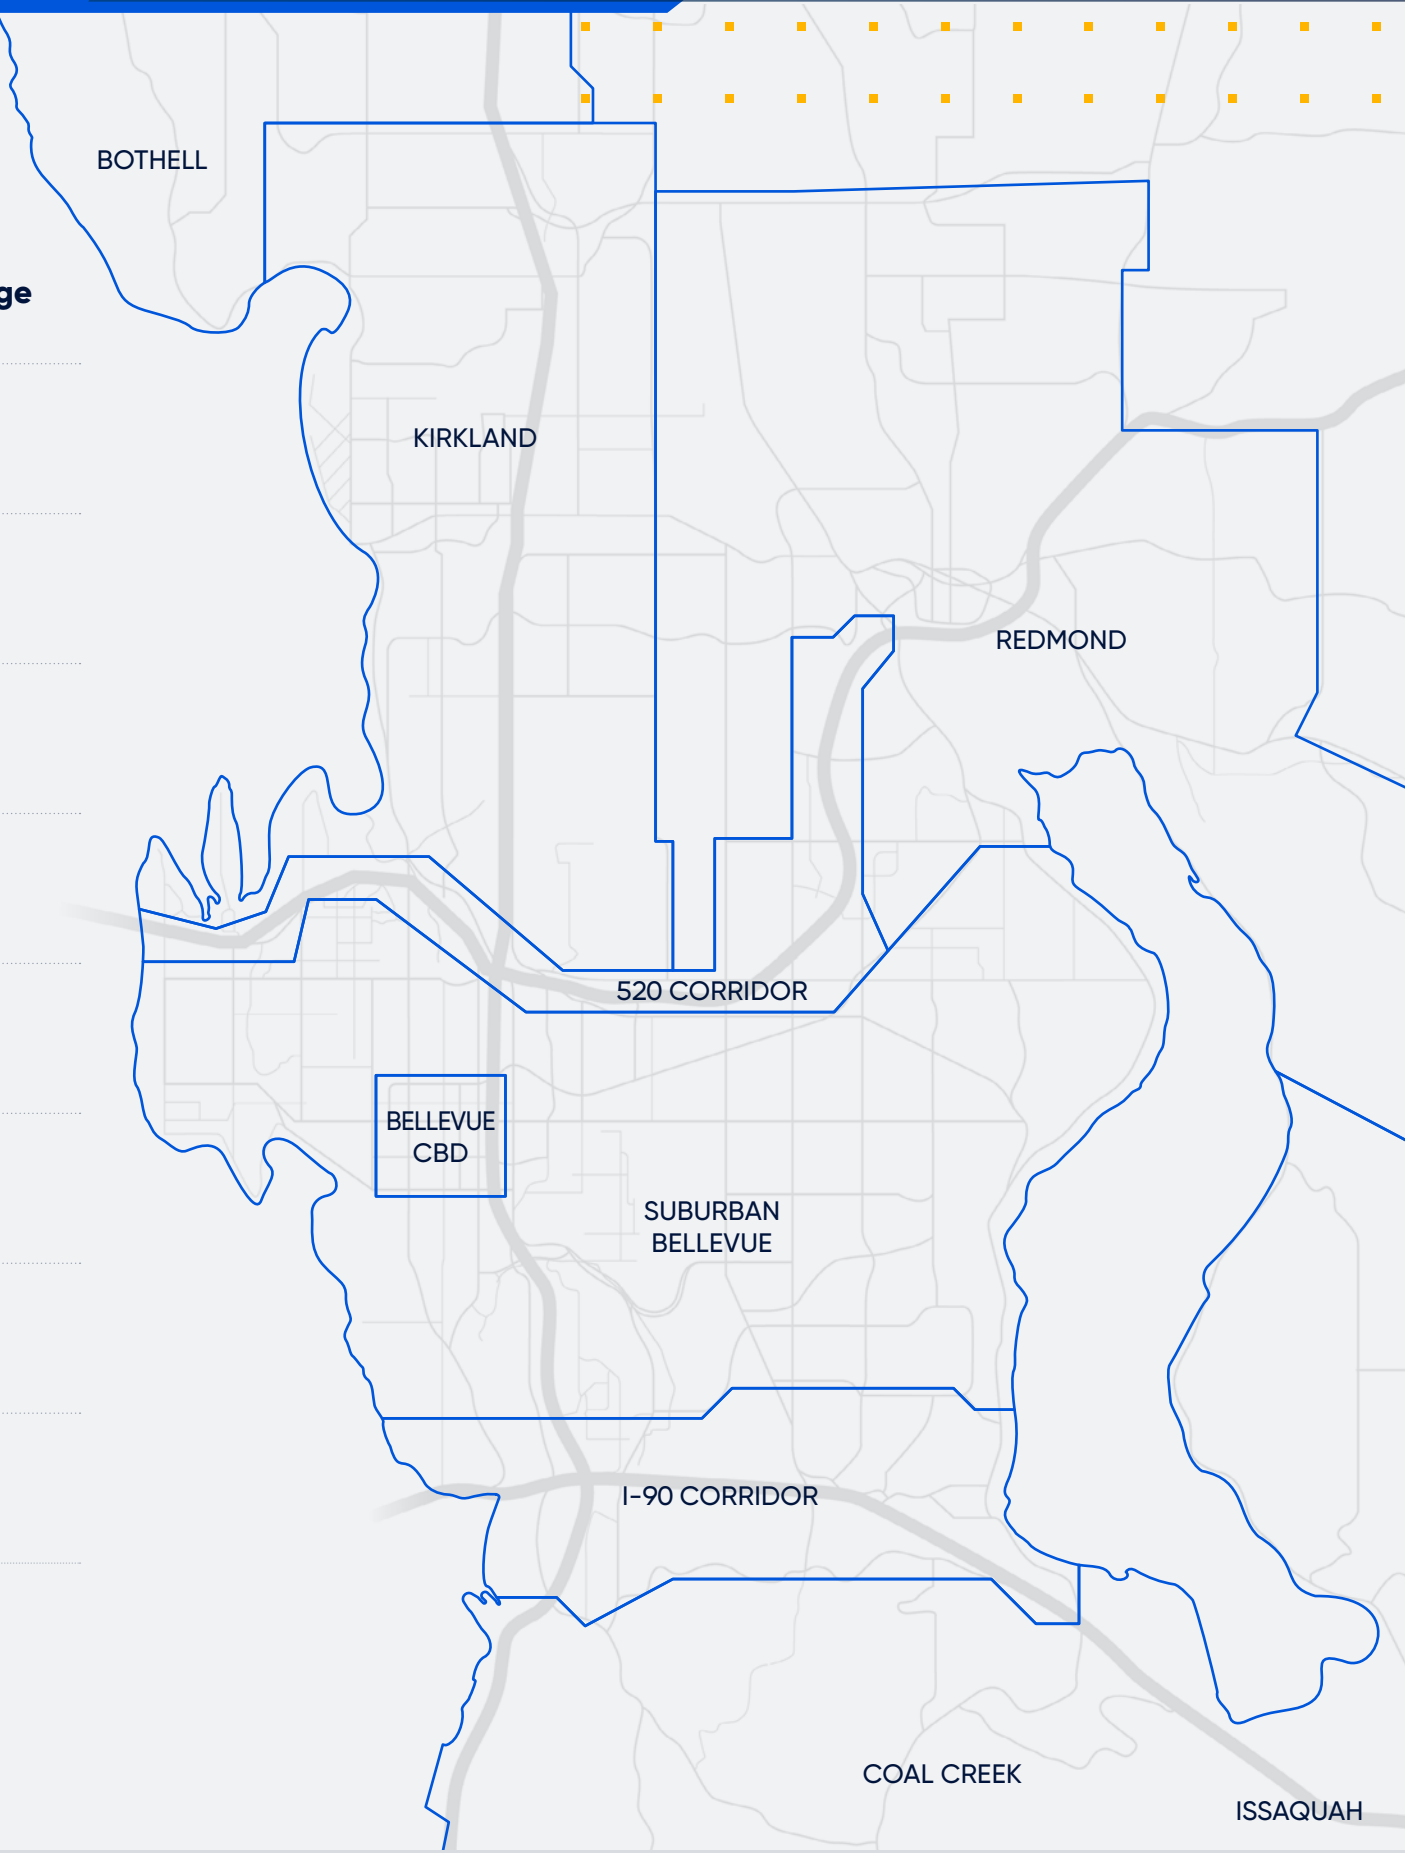 BOTHELL
ge
KIRKLAND
REDMOND
520 CORRIDOR
BELLEVUE
CBD
SUBURBAN
BELLEVUE
I-90 CORRIDOR
COAL CREEK
ISSAQUAH